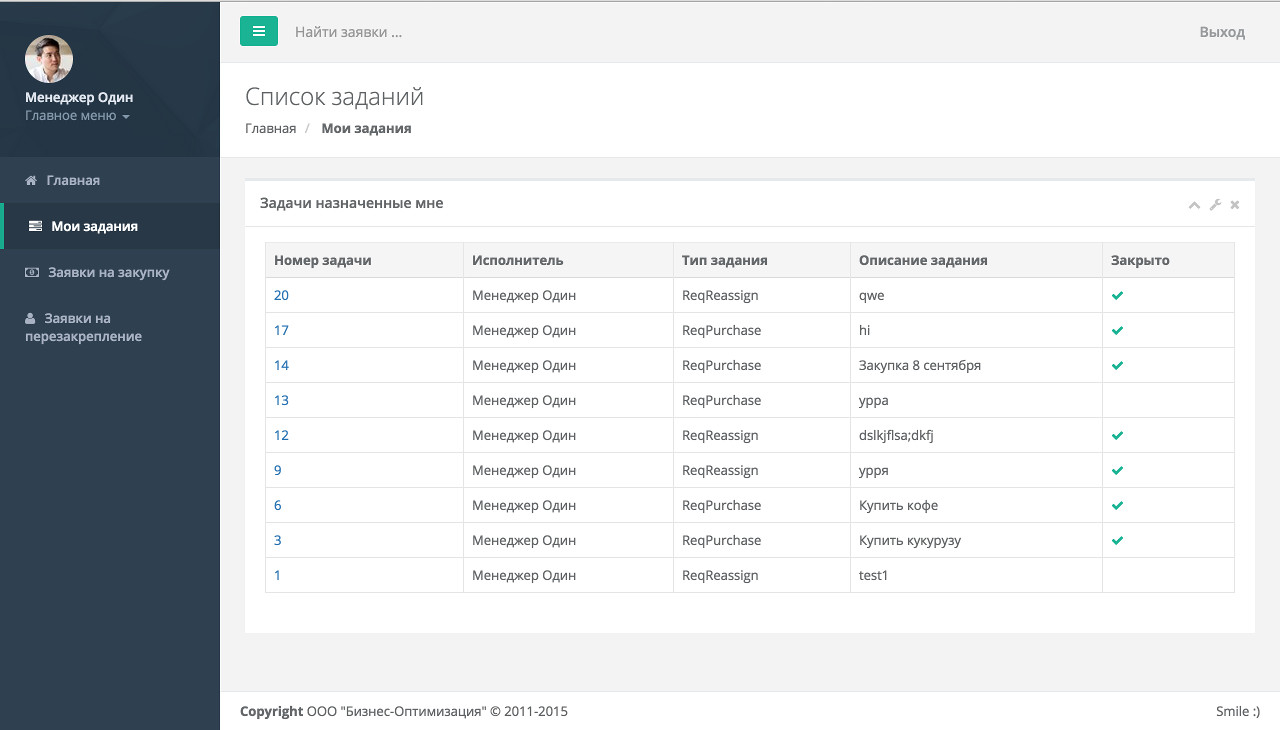 Менеджер Один
Главное меню
Главная
Мои задания
Заявки на закупку
Заявки на
перезакрепление
Найти заявки ...
Выход
Список заданий
Главная / Мои задания
Задачи назначенные мне
Номер задачи Исполнитель Тип задания Описание задания Закрыто
20 Менеджер Один ReqReassign qwe
17 Менеджер Один ReqPurchase hi
14 Менеджер Один ReqPurchase Закупка 8 сентября
13 Менеджер Один ReqPurchase урра
12 Менеджер Один ReqReassign dslkjflsa;dkfj
9 Менеджер Один ReqReassign урря
6 Менеджер Один ReqPurchase Купить кофе
3 Менеджер Один ReqPurchase Купить кукурузу
1 Менеджер Один ReqReassign test1
Copyright ООО "Бизнес-Оптимизация" © 2011-2015
Smile :)